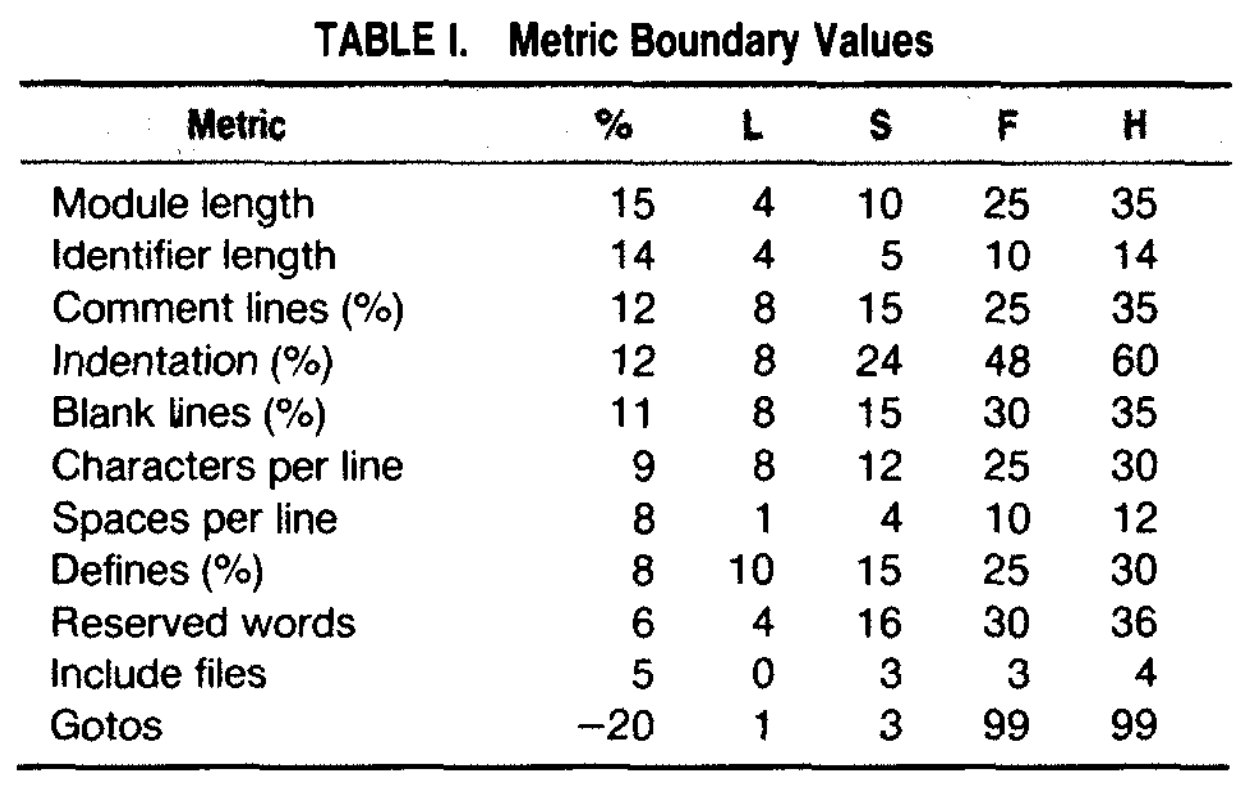 TABLE I. Metric Boundary Values
Metric % L S F H
Module length 15 4 10 25 35
Identifier length 14 4 5 10 14
Comment lines (%) 12 8 15 25 35
Indentation (%) 12 8 24 48 60
Blank lines (%) 11 8 15 30 35
Characters per line 9 8 12 25 30
Spaces per line 8 1 4 10 12
Defines (%) 8 10 15 25 30
Reserved words 6 4 16 30 36
Include files 5 0 3 3 4
Gotos −20 1 3 99 99